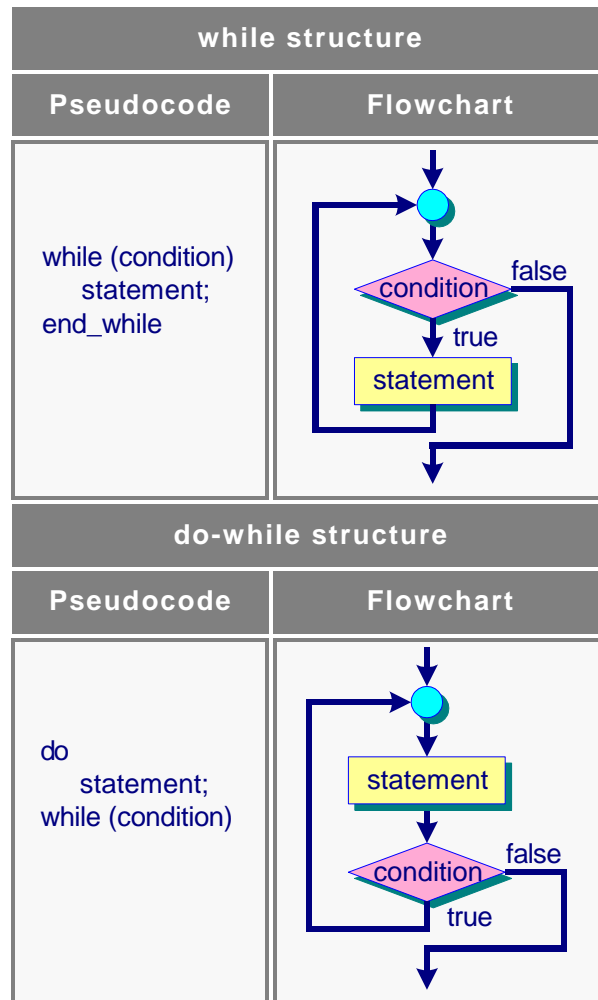 while structure
Pseudocode
Flowchart
while (condition)
statement;
end_while
condition
false
true
statement
do-while structure
Pseudocode
Flowchart
do
statement;
while (condition)
statement
condition
false
true